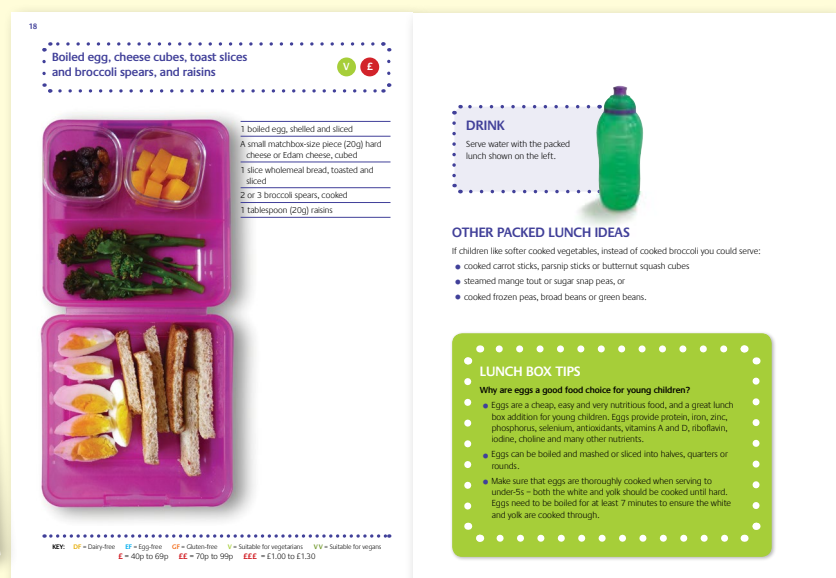 18
Boiled egg, cheese cubes, toast slices
and broccoli spears, and raisins
V £
1 boiled egg, shelled and sliced
A small matchbox-size piece (20g) hard
cheese or Edam cheese, cubed
1 slice wholemeal bread, toasted and
sliced
2 or 3 broccoli spears, cooked
1 tablespoon (20g) raisins
KEY: DF = Dairy-free EF = Egg-free GF = Gluten-free V = Suitable for vegetarians VV = Suitable for vegans
£ = 40p to 69p ££ = 70p to 99p £££ = £1.00 to £1.30
DRINK
Serve water with the packed
lunch shown on the left.
OTHER PACKED LUNCH IDEAS
If children like softer cooked vegetables, instead of cooked broccoli you could serve:
● cooked carrot sticks, parsnip sticks or butternut squash cubes
● steamed mange tout or sugar snap peas, or
● cooked frozen peas, broad beans or green beans.
LUNCH BOX TIPS
Why are eggs a good food choice for young children?
● Eggs are a cheap, easy and very nutritious food, and a great lunch
box addition for young children. Eggs provide protein, iron, zinc,
phosphorus, selenium, antioxidants, vitamins A and D, riboflavin,
iodine, choline and many other nutrients.
● Eggs can be boiled and mashed or sliced into halves, quarters or
rounds.
● Make sure that eggs are thoroughly cooked when serving to
under-5s – both the white and yolk should be cooked until hard.
Eggs need to be boiled for at least 7 minutes to ensure the white
and yolk are cooked through.